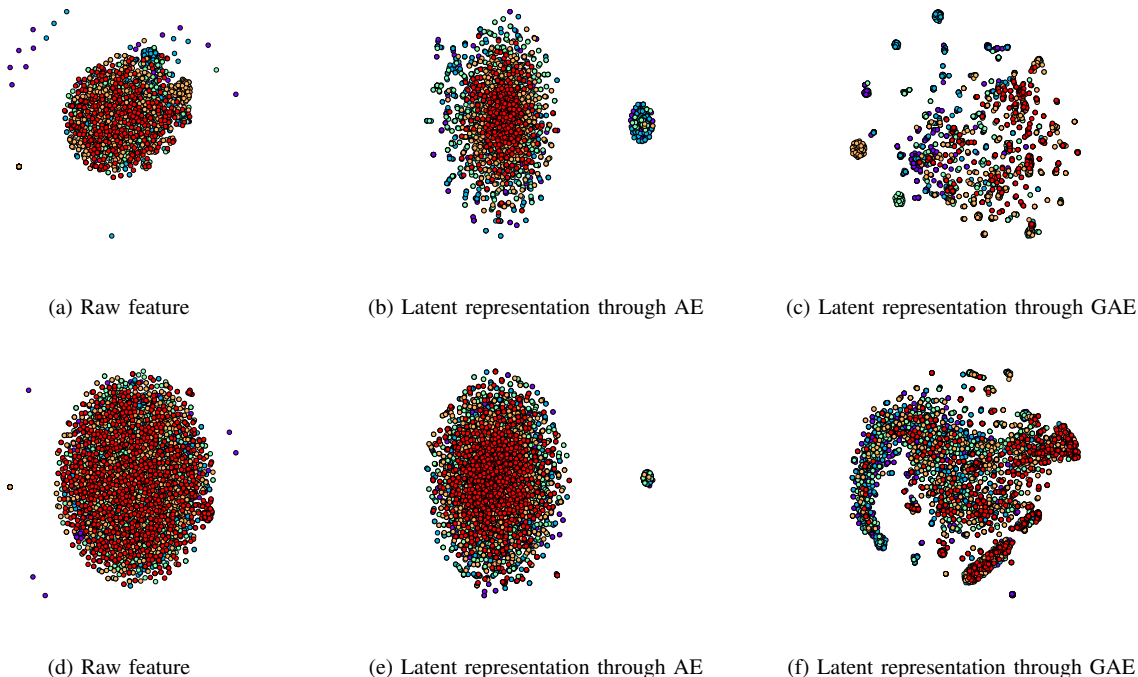 (a) Raw feature
(b) Latent representation through AE
(c) Latent representation through GAE
(d) Raw feature
(e) Latent representation through AE
(f) Latent representation through GAE